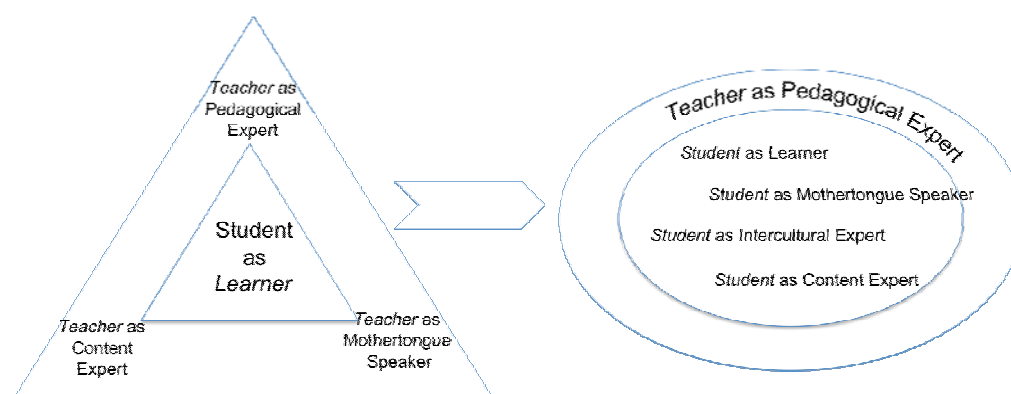 Teacher as
Pedagogical
Expert
Student
as
Learner
Teacher as
Content
Expert
Teacher as
Mothertongue
Speaker
Teacher as Pedagogical Expert
Student as Learner
Student as Mothertongue Speaker
Student as Intercultural Expert
Student as Content Expert